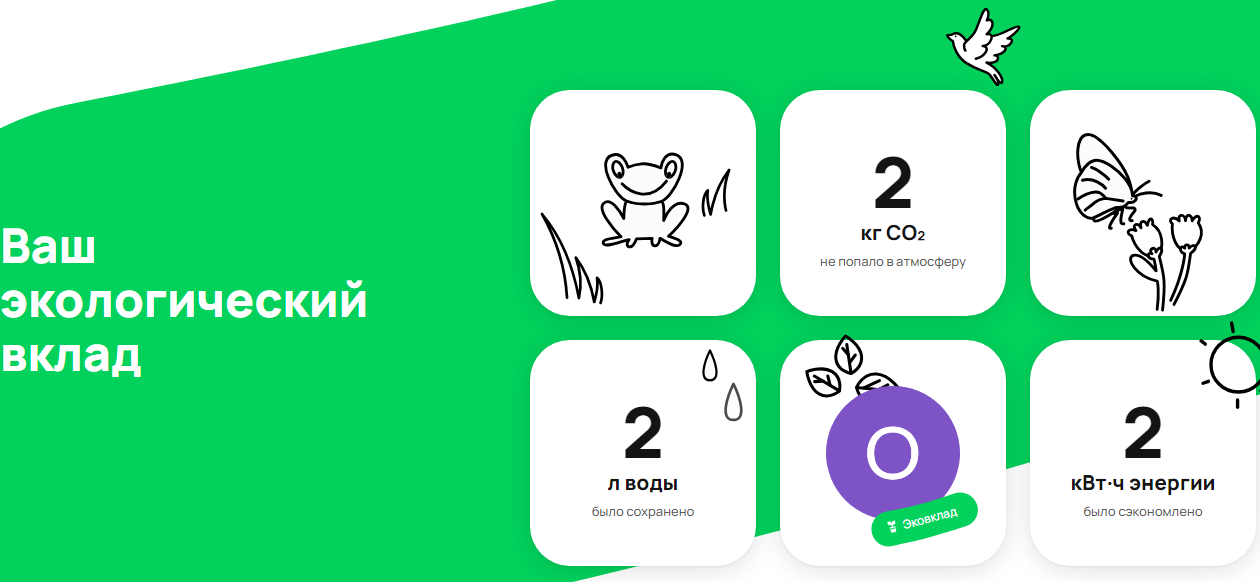 Ваш
экологический
вклад
2
кг CO₂
не попало в атмосферу
2
л воды
было сохранено
О
Эковклад
2
кВт·ч энергии
было сэкономлено